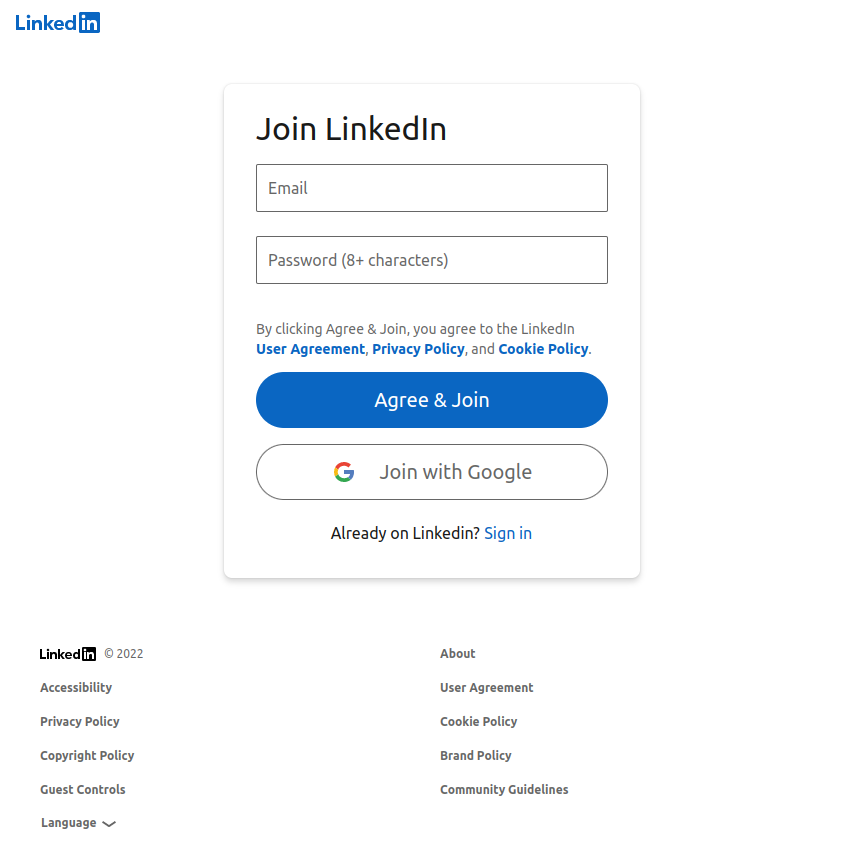 Linkedin
Join LinkedIn
Email
Password (8+ characters)
By clicking Agree & Join, you agree to the LinkedIn
User Agreement, Privacy Policy, and Cookie Policy.
Agree & Join
Join with Google
Already on Linkedin? Sign in
Linkedin © 2022
About
Accessibility
User Agreement
Privacy Policy
Cookie Policy
Copyright Policy
Brand Policy
Guest Controls
Community Guidelines
Language